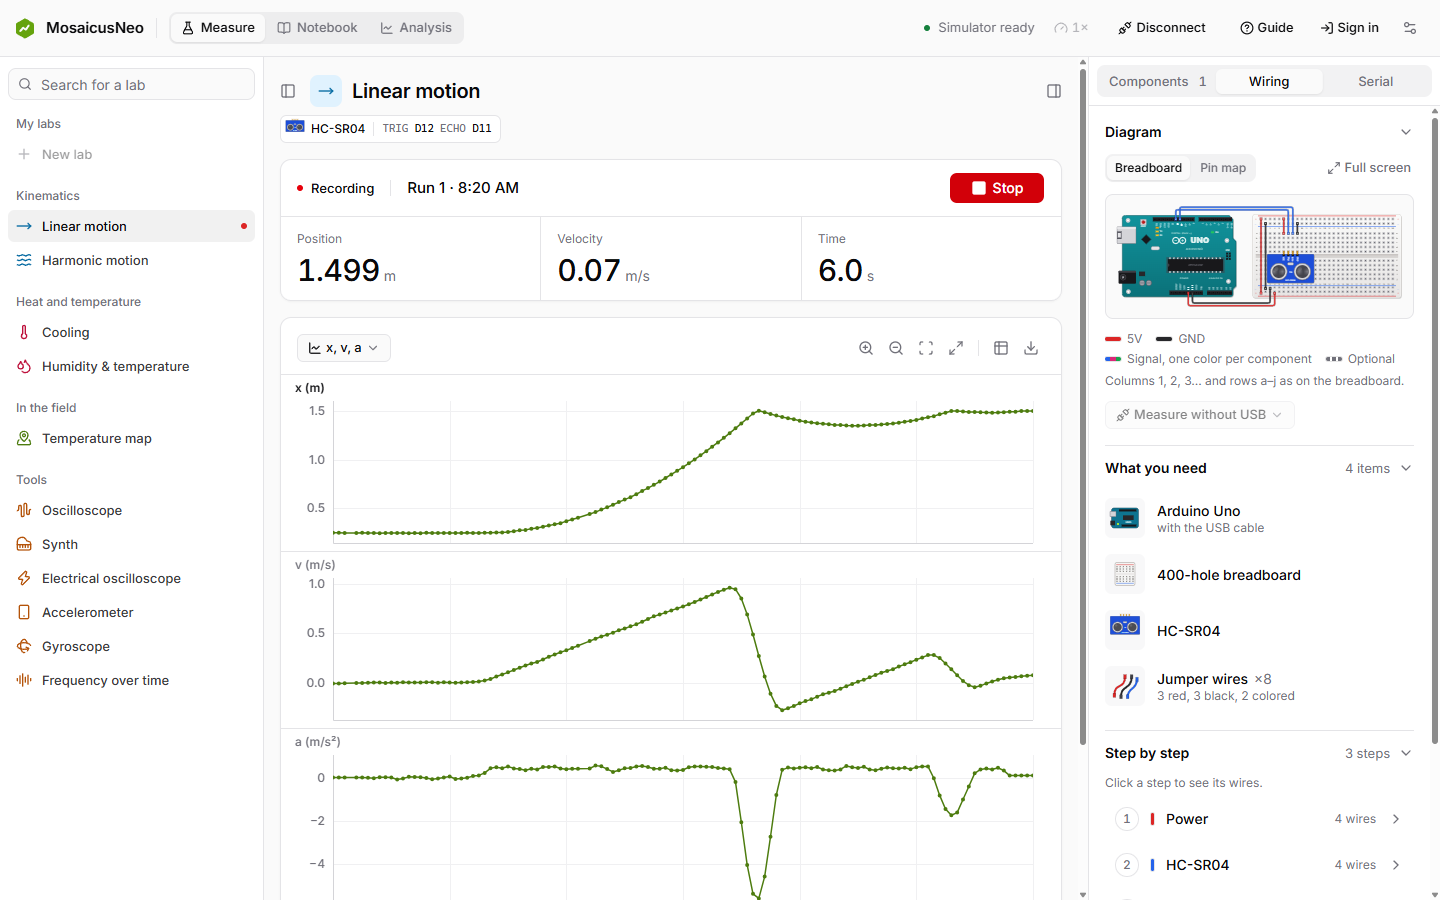 MosaicusNeo
Measure
Notebook
Analysis
Simulator ready
1×
Disconnect
Guide
Sign in
Search for a lab
My labs
New lab
Kinematics
Linear motion
Harmonic motion
Heat and temperature
Cooling
Humidity & temperature
In the field
Temperature map
Tools
Oscilloscope
Synth
Electrical oscilloscope
Accelerometer
Gyroscope
Frequency over time
Linear motion
HC-SR04 TRIG D12 ECHO D11
Recording
Run 1 · 8:20 AM
Stop
Position
1.499 m
Velocity
0.07 m/s
Time
6.0 s
x, v, a
x (m)
1.5
1.0
0.5
v (m/s)
1.0
0.5
0.0
a (m/s²)
0
−2
−4
Components 1
Wiring
Serial
Diagram
Breadboard
Pin map
Full screen
UNO
5V
GND
Signal, one color per component
Optional
Columns 1, 2, 3... and rows a–j as on the breadboard.
Measure without USB
What you need
4 items
Arduino Uno
with the USB cable
400-hole breadboard
HC-SR04
Jumper wires ×8
3 red, 3 black, 2 colored
Step by step
3 steps
Click a step to see its wires.
1 Power 4 wires
2 HC-SR04 4 wires